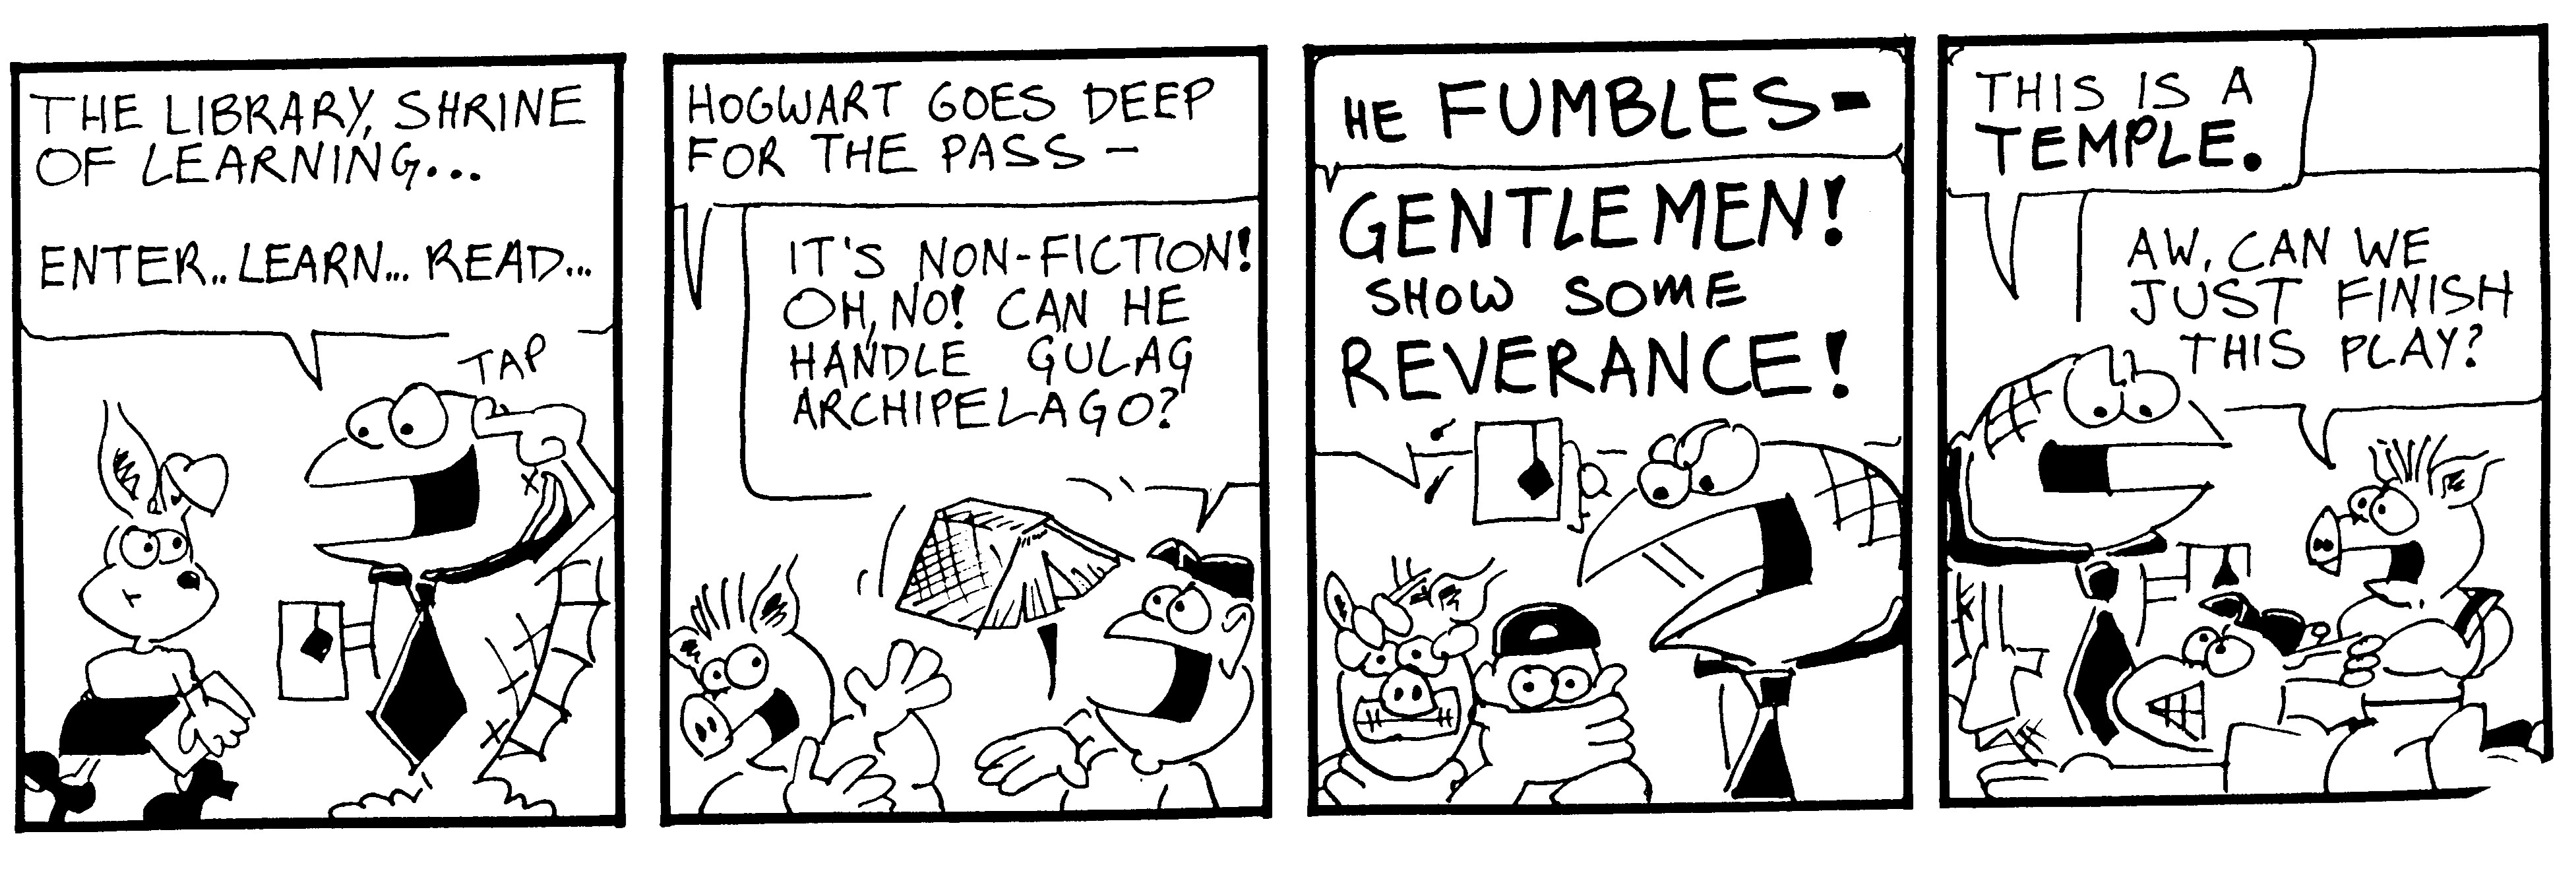 THE LIBRARY, SHRINE
OF LEARNING...
ENTER.. LEARN... READ...
TAP
HOGWART GOES DEEP
FOR THE PASS -
IT'S NON-FICTION!
OH, NO! CAN HE
HANDLE GULAG
ARCHIPELAGO?
HE FUMBLES-
GENTLEMEN!
SHOW SOME
REVERANCE!
THIS IS A
TEMPLE.
AW, CAN WE
JUST FINISH
THIS PLAY?